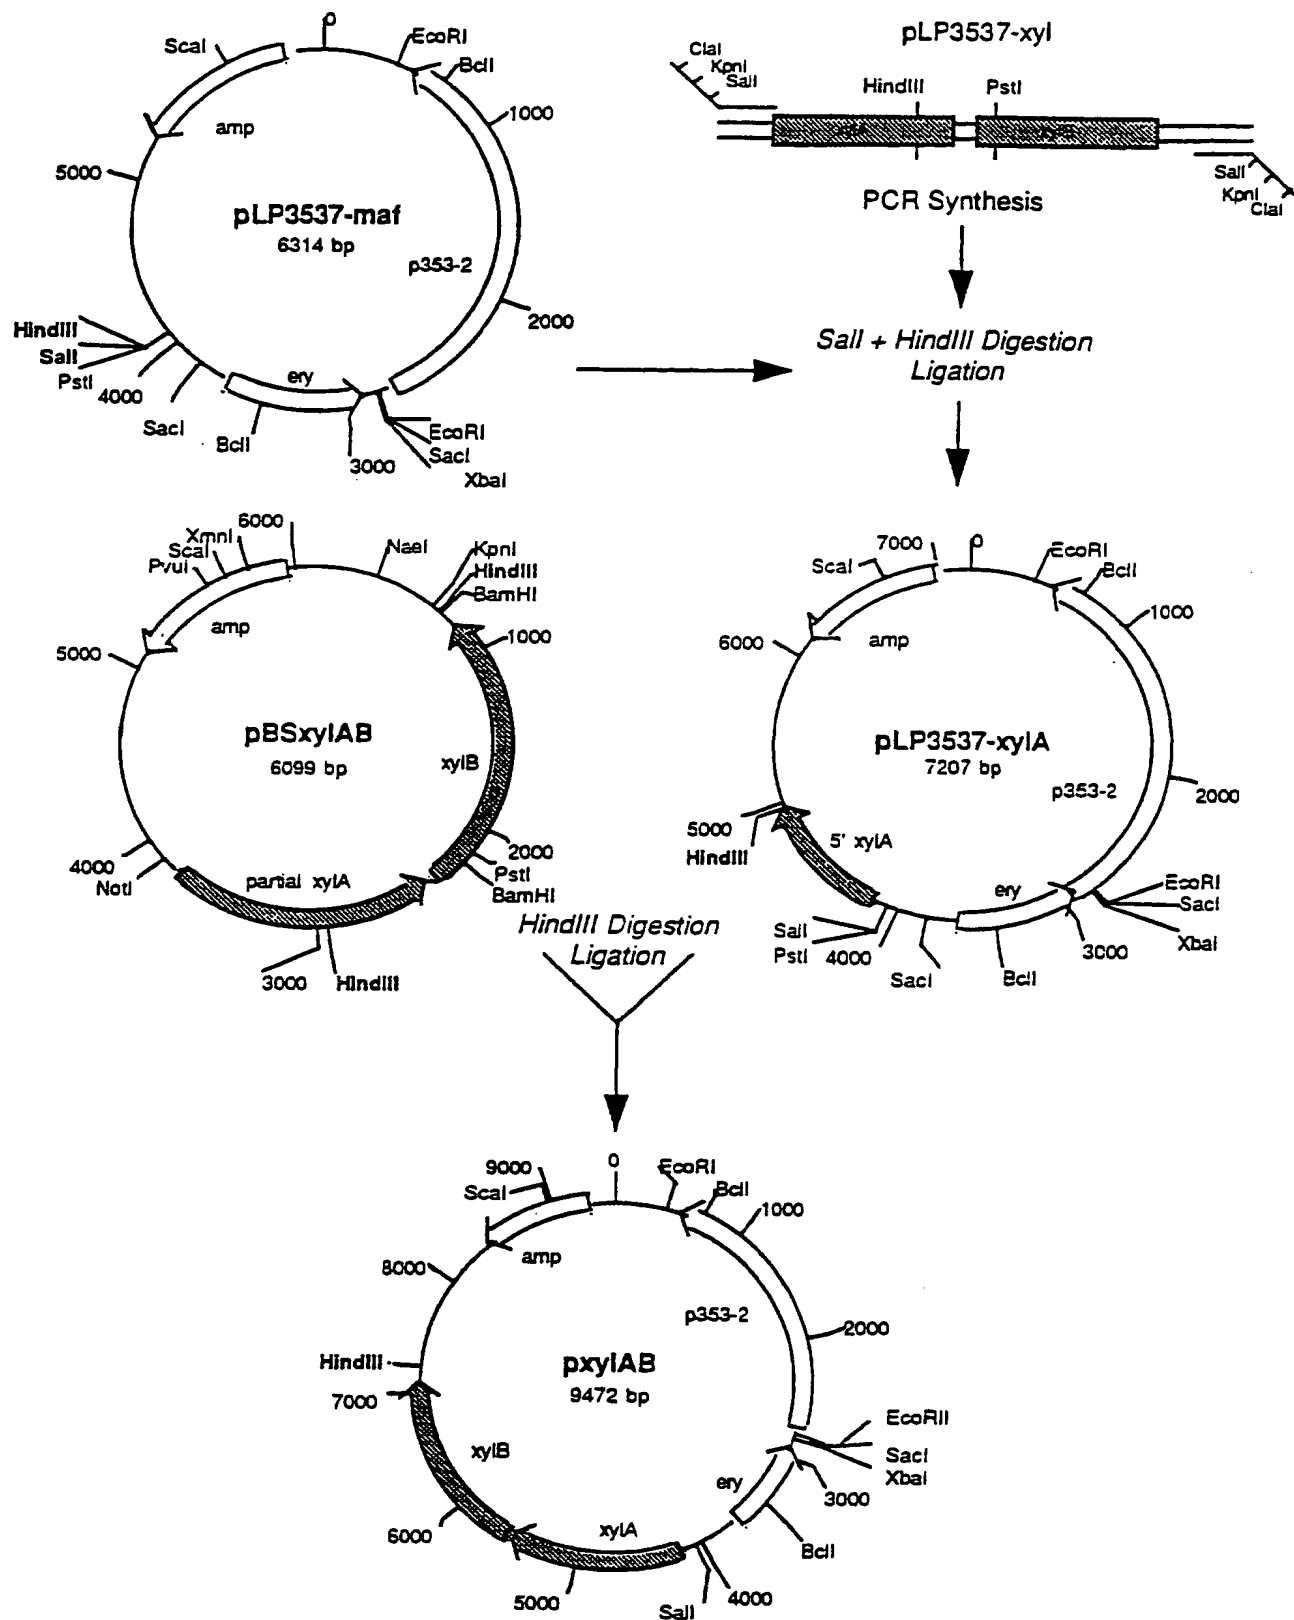 0
ScaI
EcoRI
BclI
1000
amp
5000
pLP3537-maf
6314 bp
p353-2
2000
HindIII
SalI
PstI
4000
SacI
ery
BclI
3000
EcoRI
SacI
XbaI
pLP3537-xyl
ClaI
KpnI
SalI
HindIII
PstI
SalI
KpnI
ClaI
PCR Synthesis
SalI + HindIII Digestion
Ligation
6000
XmnI
ScaI
PvuI
NaeI
KpnI
HindIII
BamHI
amp
1000
5000
pBSxylAB
6099 bp
xylB
2000
PstI
BamHI
4000
NotI
partial xylA
3000
HindIII
7000
0
ScaI
EcoRI
BclI
1000
6000
amp
pLP3537-xylA
7207 bp
p353-2
2000
5000
HindIII
5' xylA
ery
EcoRI
SacI
XbaI
SalI
PstI
4000
SacI
BclI
3000
HindIII Digestion
Ligation
9000
0
ScaI
EcoRI
BclI
1000
amp
8000
p353-2
2000
HindIII
pxylAB
9472 bp
7000
EcoRII
SacI
XbaI
xylB
ery
3000
6000
xylA
BclI
5000
SalI
4000